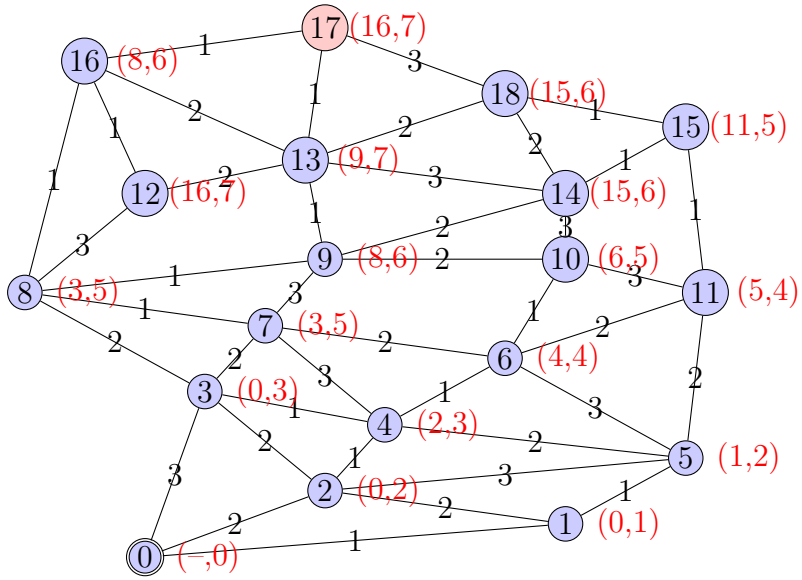 17 (16,7)
16 (8,6) 1
3
18 (15,6) 1
1 2 1 2 15 (11,5)
13 (9,7) 2 1
1 12 (16,7) 2 3 14 (15,6)
3 1 2 3 1
9 (8,6) 2 10 (6,5) 3
8 (3,5) 1 3 11 (5,4)
1 7 (3,5) 1
2 2 2 2
3 6 (4,4)
3 (0,3) 1 1 3 2
2 4 (2,3) 2
1 5 (1,2)
3 2 (0,2) 3 1
2 2 1 (0,1)
0 (–,0) 1